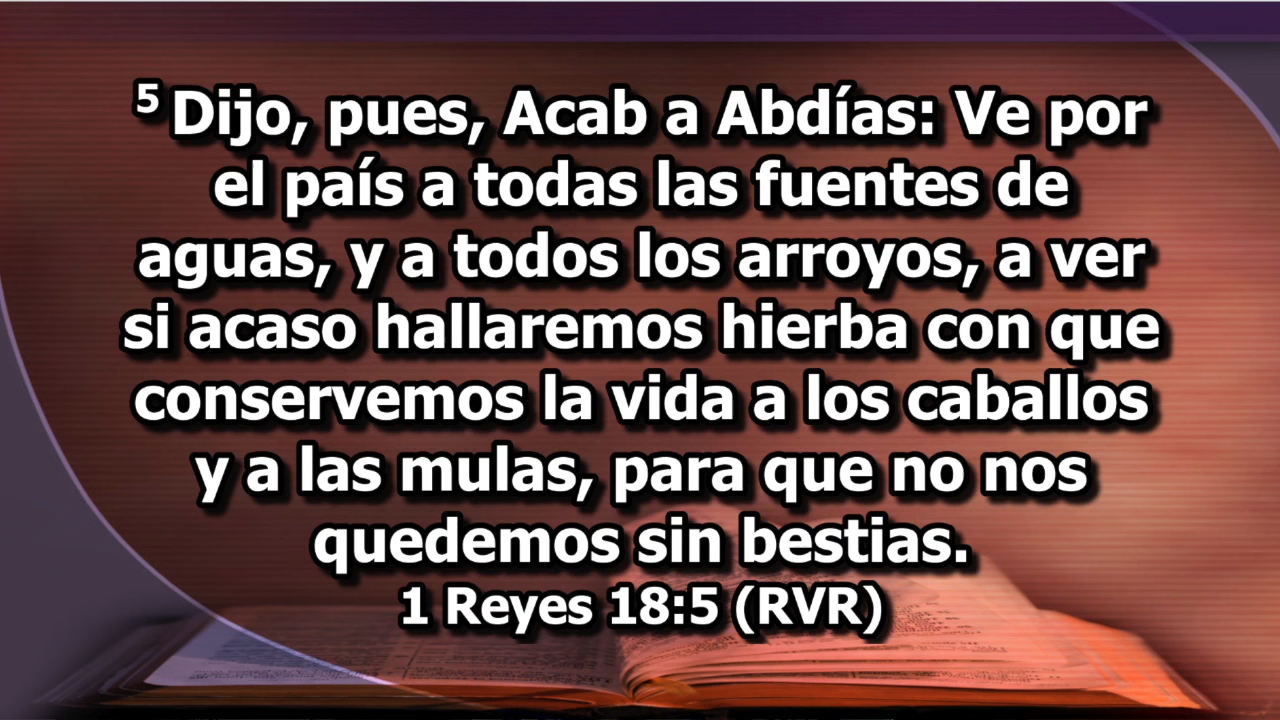 5 Dijo, pues, Acab a Abdías: Ve por
el país a todas las fuentes de
aguas, y a todos los arroyos, a ver
si acaso hallaremos hierba con que
conservemos la vida a los caballos
y a las mulas, para que no nos
quedemos sin bestias.
1 Reyes 18:5 (RVR)